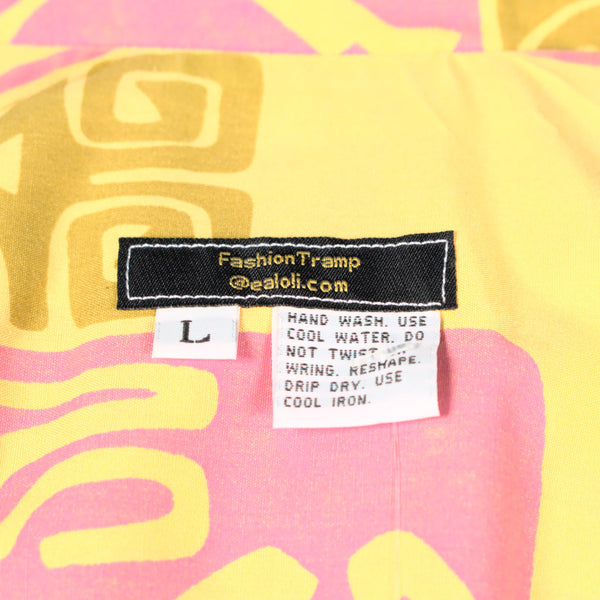 FashionTramp
@ealoli.com
L
HAND WASH. USE
COOL WATER. DO
NOT TWIST
WRING. RESHAPE.
DRIP DRY. USE
COOL IRON.